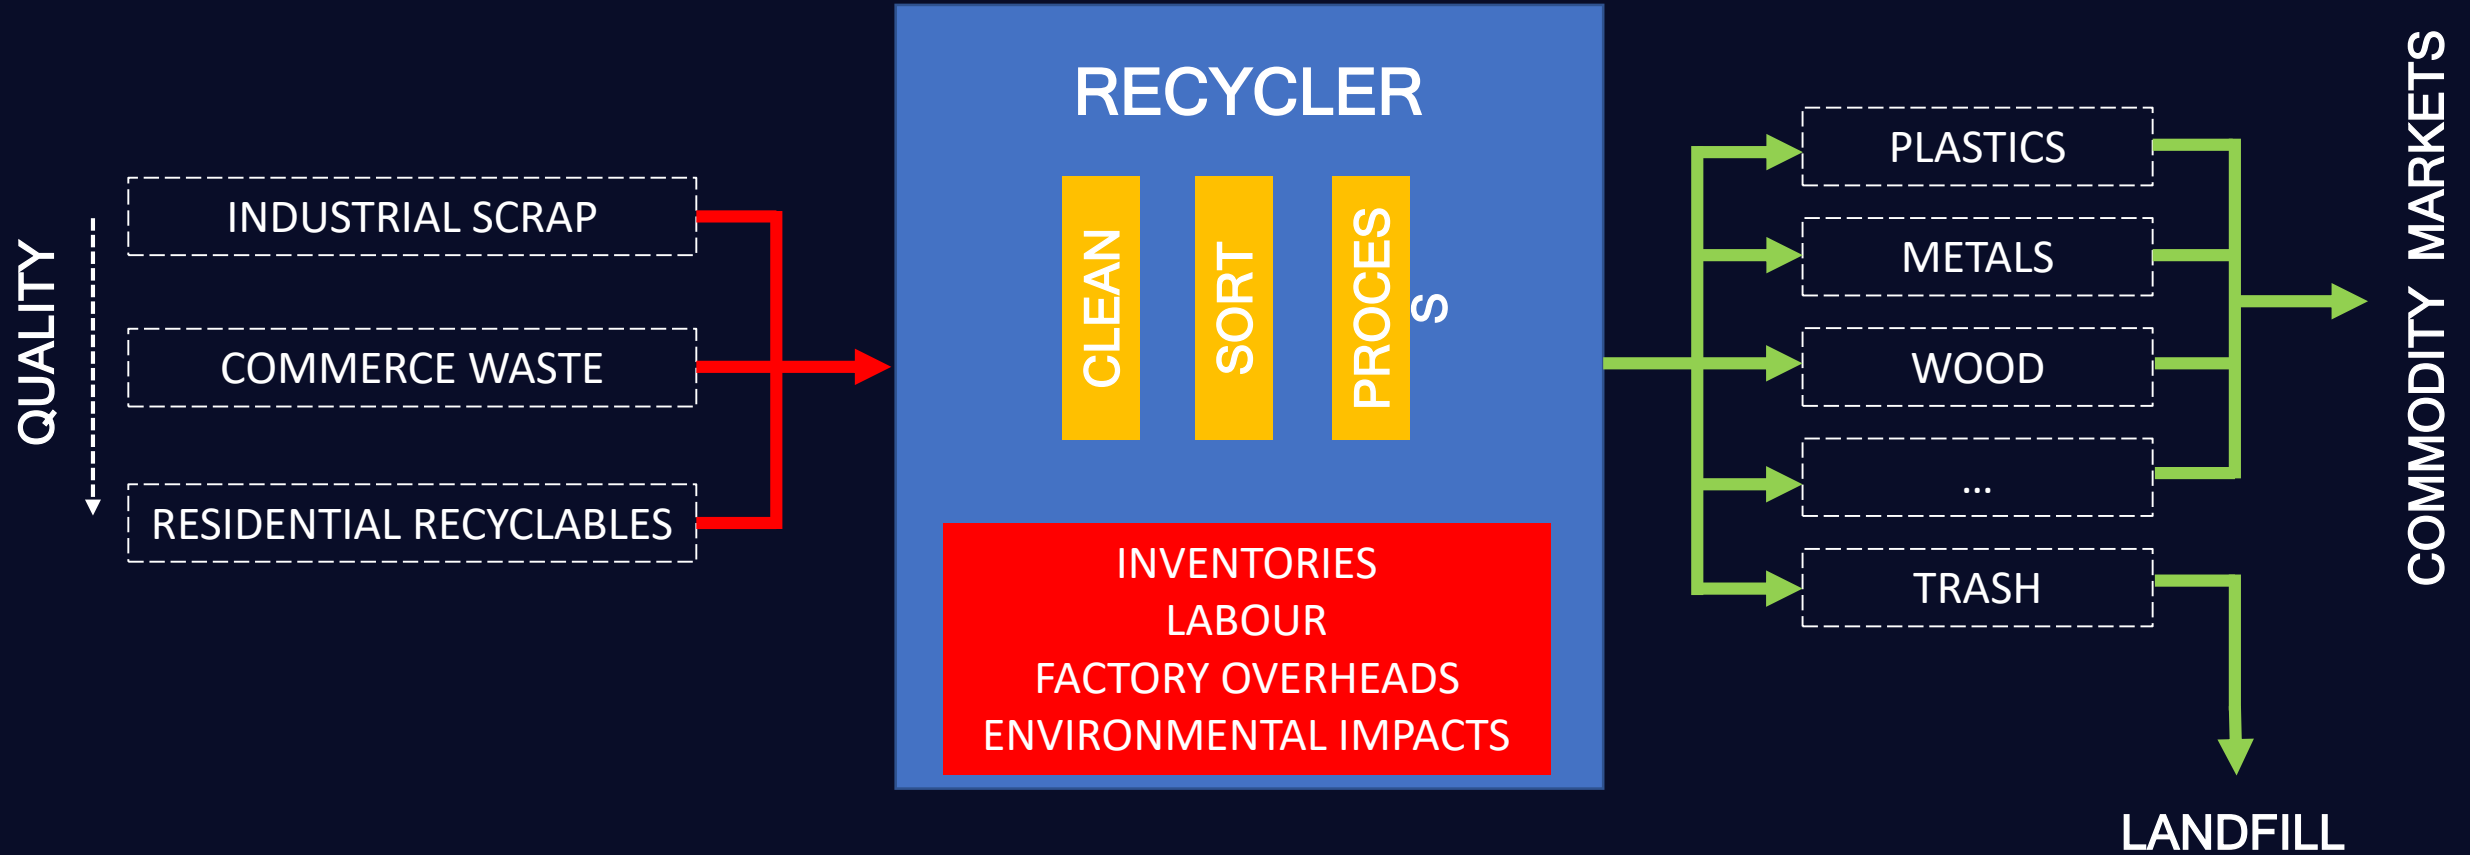 QUALITY
INDUSTRIAL SCRAP
COMMERCE WASTE
RESIDENTIAL RECYCLABLES
RECYCLER
CLEAN
SORT
PROCES
S
INVENTORIES
LABOUR
FACTORY OVERHEADS
ENVIRONMENTAL IMPACTS
PLASTICS
METALS
WOOD
...
TRASH
COMMODITY MARKETS
LANDFILL